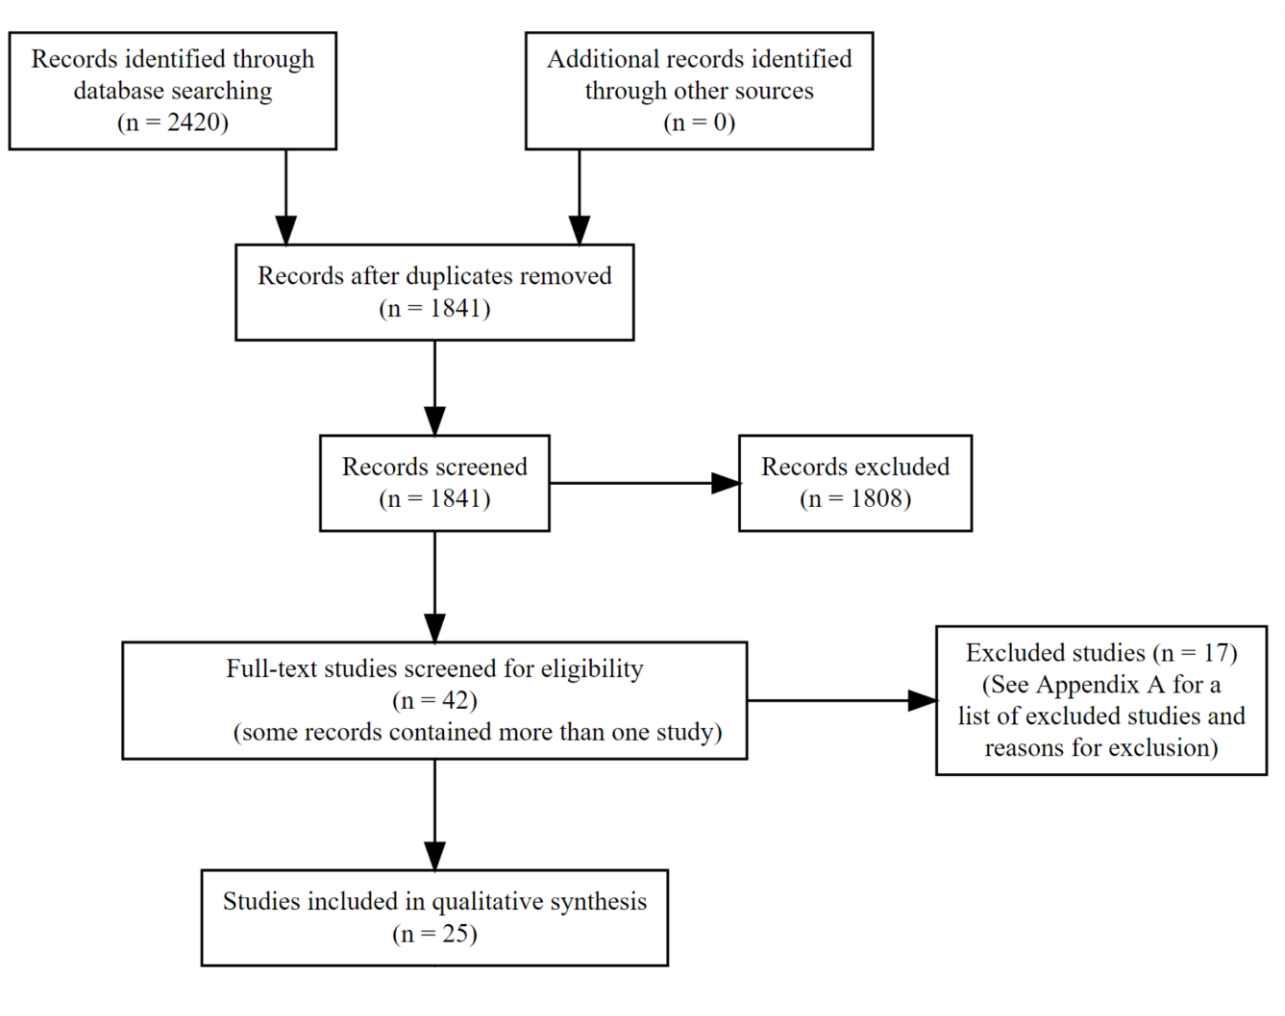 Records identified through
database searching
(n = 2420)
Additional records identified
through other sources
(n = 0)
Records after duplicates removed
(n = 1841)
Records screened
(n = 1841)
Records excluded
(n = 1808)
Full-text studies screened for eligibility
(n = 42)
(some records contained more than one study)
Excluded studies (n = 17)
(See Appendix A for a
list of excluded studies and
reasons for exclusion)
Studies included in qualitative synthesis
(n = 25)